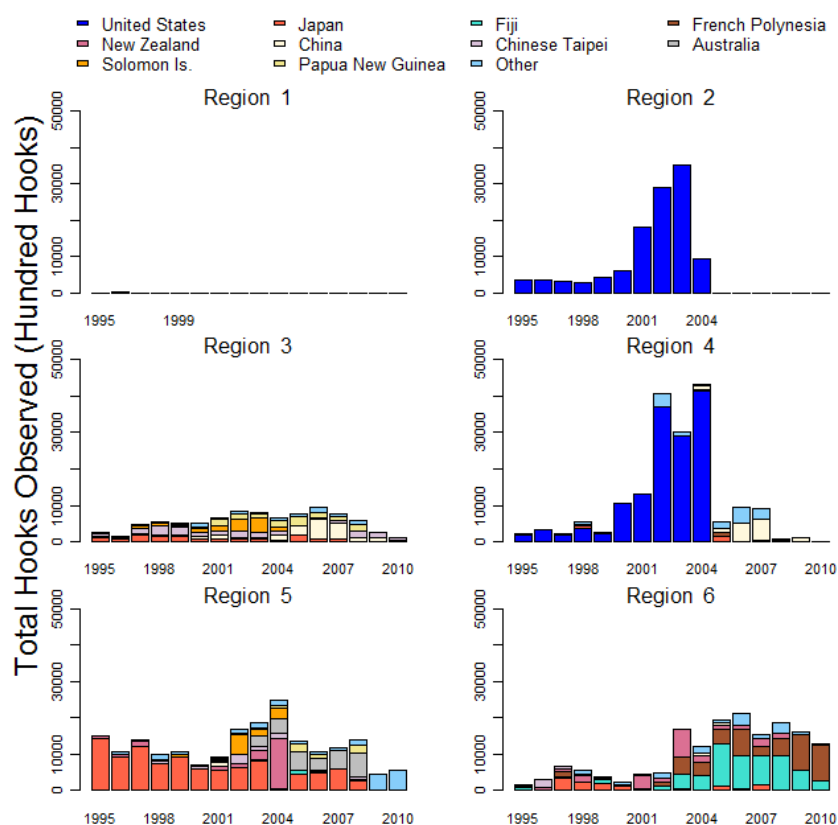 United States Japan Fiji French Polynesia
New Zealand China Chinese Taipei Australia
Solomon Is. Papua New Guinea Other
Total Hooks Observed (Hundred Hooks)
Region 1 Region 2
50000 50000
30000 30000
10000 10000
0 0
1995 1999 1995 1998 2001 2004
Region 3 Region 4
50000 50000
30000 30000
10000 10000
0 0
1995 1998 2001 2004 2007 2010 1995 1998 2001 2004 2007 2010
Region 5 Region 6
50000 50000
30000 30000
10000 10000
0 0
1995 1998 2001 2004 2007 2010 1995 1998 2001 2004 2007 2010